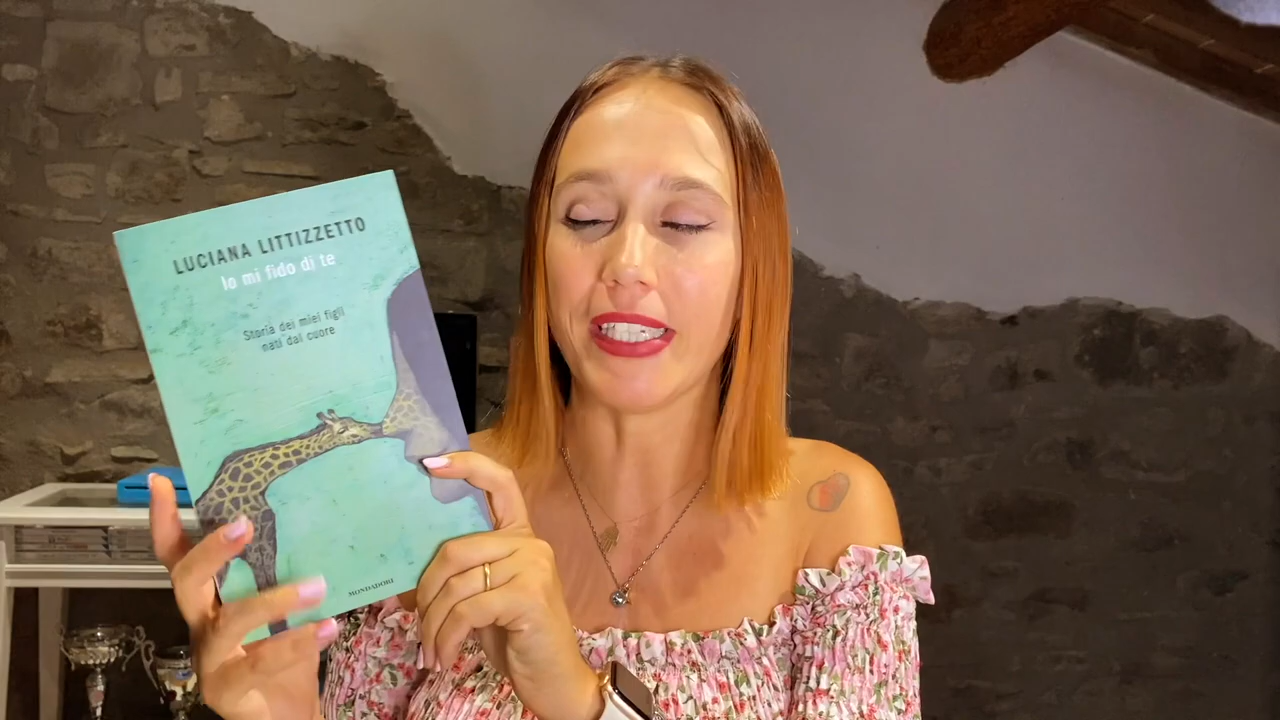 LUCIANA LITTIZZETTO
Io mi fido di te
Storia dei miei figli
nati dal cuore
MONDADORI